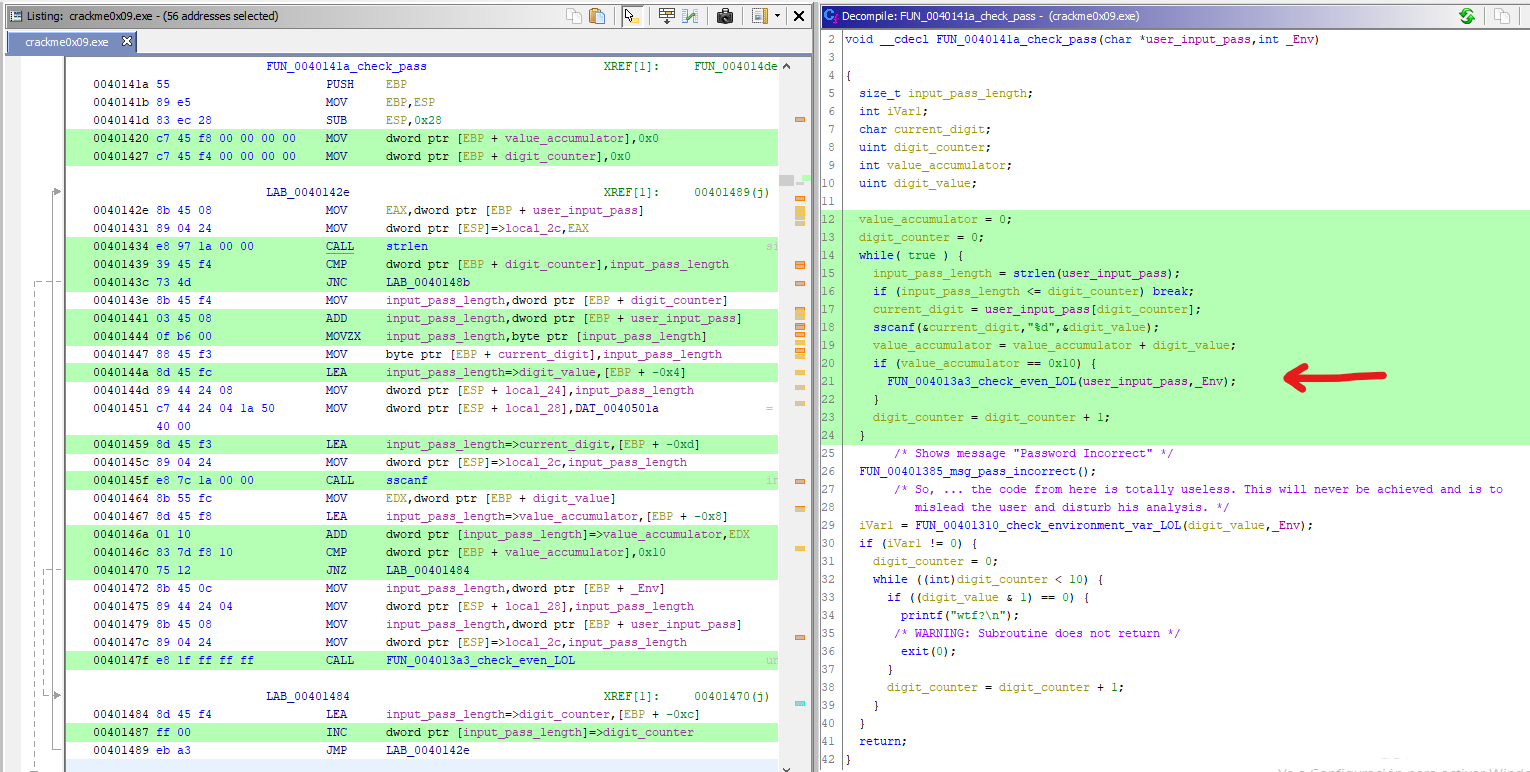 Listing: crackme0x09.exe - (56 addresses selected)
crackme0x09.exe
FUN_0040141a_check_pass XREF[1]: FUN_004014de
0040141a 55 PUSH EBP
0040141b 89 e5 MOV EBP,ESP
0040141d 83 ec 28 SUB ESP,0x28
00401420 c7 45 f8 00 00 00 00 MOV dword ptr [EBP + value_accumulator],0x0
00401427 c7 45 f4 00 00 00 00 MOV dword ptr [EBP + digit_counter],0x0
LAB_0040142e XREF[1]: 00401489(j)
0040142e 8b 45 08 MOV EAX,dword ptr [EBP + user_input_pass]
00401431 89 04 24 MOV dword ptr [ESP]=>local_2c,EAX
00401434 e8 97 1a 00 00 CALL strlen si
00401439 39 45 f4 CMP dword ptr [EBP + digit_counter],input_pass_length
0040143c 73 4d JNC LAB_0040148b
0040143e 8b 45 f4 MOV input_pass_length,dword ptr [EBP + digit_counter]
00401441 03 45 08 ADD input_pass_length,dword ptr [EBP + user_input_pass]
00401444 0f b6 00 MOVZX input_pass_length,byte ptr [input_pass_length]
00401447 88 45 f3 MOV byte ptr [EBP + current_digit],input_pass_length
0040144a 8d 45 fc LEA input_pass_length=>digit_value,[EBP + -0x4]
0040144d 89 44 24 08 MOV dword ptr [ESP + local_24],input_pass_length
00401451 c7 44 24 04 1a 50 MOV dword ptr [ESP + local_28],DAT_0040501a =
40 00
00401459 8d 45 f3 LEA input_pass_length=>current_digit,[EBP + -0xd]
0040145c 89 04 24 MOV dword ptr [ESP]=>local_2c,input_pass_length
0040145f e8 7c 1a 00 00 CALL sscanf in
00401464 8b 55 fc MOV EDX,dword ptr [EBP + digit_value]
00401467 8d 45 f8 LEA input_pass_length=>value_accumulator,[EBP + -0x8]
0040146a 01 10 ADD dword ptr [input_pass_length]=>value_accumulator,EDX
0040146c 83 7d f8 10 CMP dword ptr [EBP + value_accumulator],0x10
00401470 75 12 JNZ LAB_00401484
00401472 8b 45 0c MOV input_pass_length,dword ptr [EBP + _Env]
00401475 89 44 24 04 MOV dword ptr [ESP + local_28],input_pass_length
00401479 8b 45 08 MOV input_pass_length,dword ptr [EBP + user_input_pass]
0040147c 89 04 24 MOV dword ptr [ESP]=>local_2c,input_pass_length
0040147f e8 1f ff ff ff CALL FUN_004013a3_check_even_LOL un
LAB_00401484 XREF[1]: 00401470(j)
00401484 8d 45 f4 LEA input_pass_length=>digit_counter,[EBP + -0xc]
00401487 ff 00 INC dword ptr [input_pass_length]=>digit_counter
00401489 eb a3 JMP LAB_0040142e
Decompile: FUN_0040141a_check_pass - (crackme0x09.exe)
2 void __cdecl FUN_0040141a_check_pass(char *user_input_pass,int _Env)
3
4 {
5 size_t input_pass_length;
6 int iVar1;
7 char current_digit;
8 uint digit_counter;
9 int value_accumulator;
10 uint digit_value;
11
12 value_accumulator = 0;
13 digit_counter = 0;
14 while( true ) {
15 input_pass_length = strlen(user_input_pass);
16 if (input_pass_length <= digit_counter) break;
17 current_digit = user_input_pass[digit_counter];
18 sscanf(&current_digit,"%d",&digit_value);
19 value_accumulator = value_accumulator + digit_value;
20 if (value_accumulator == 0x10) {
21 FUN_004013a3_check_even_LOL(user_input_pass,_Env);
22 }
23 digit_counter = digit_counter + 1;
24 }
25 /* Shows message "Password Incorrect" */
26 FUN_00401385_msg_pass_incorrect();
27 /* So, ... the code from here is totally useless. This will never be achieved and is to
28 mislead the user and disturb his analysis. */
29 iVar1 = FUN_00401310_check_environment_var_LOL(digit_value,_Env);
30 if (iVar1 != 0) {
31 digit_counter = 0;
32 while ((int)digit_counter < 10) {
33 if ((digit_value & 1) == 0) {
34 printf("wtf?\n");
35 /* WARNING: Subroutine does not return */
36 exit(0);
37 }
38 digit_counter = digit_counter + 1;
39 }
40 }
41 return;
42 }